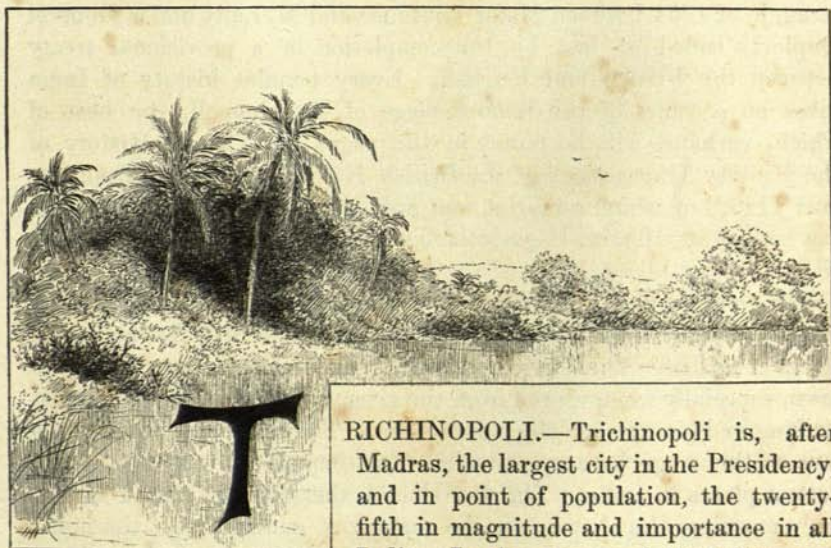 TRICHINOPOLI.—Trichinopoli is, after
Madras, the largest city in the Presidency
and in point of population, the twenty-
fifth in magnitude and importance in all